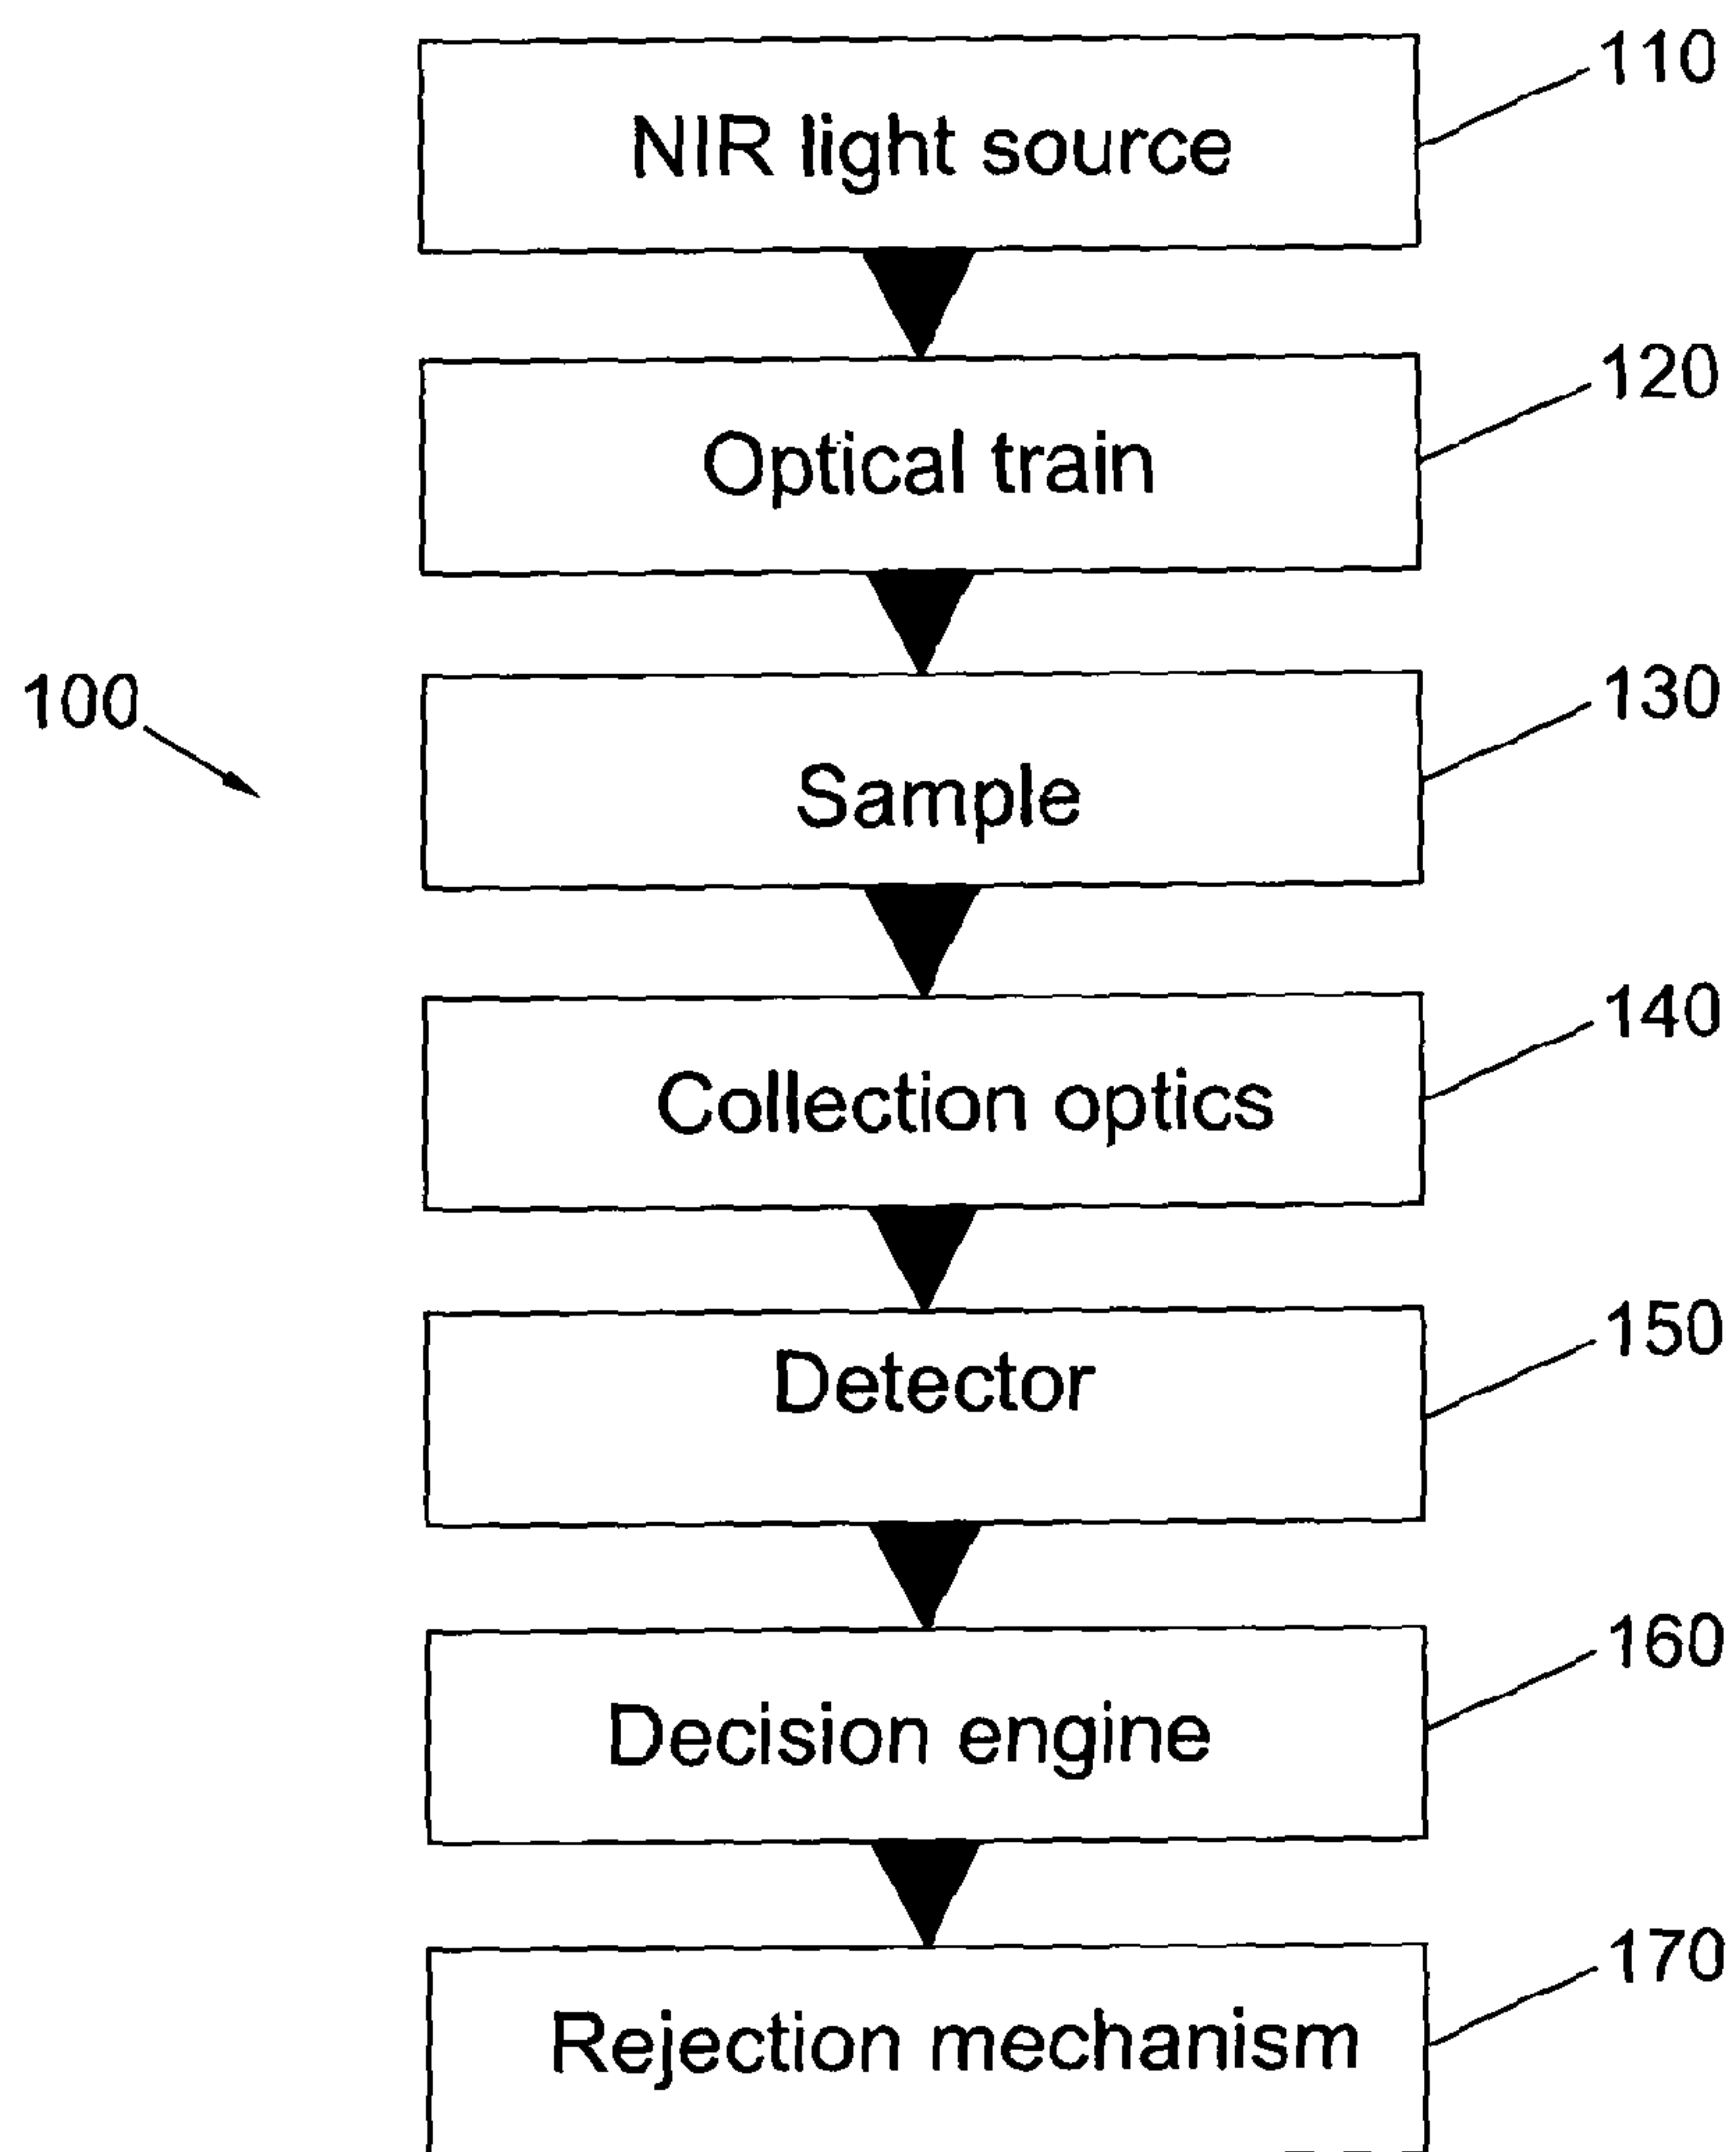 110
NIR light source
120
Optical train
100
130
Sample
140
Collection optics
150
Detector
160
Decision engine
170
Rejection mechanism